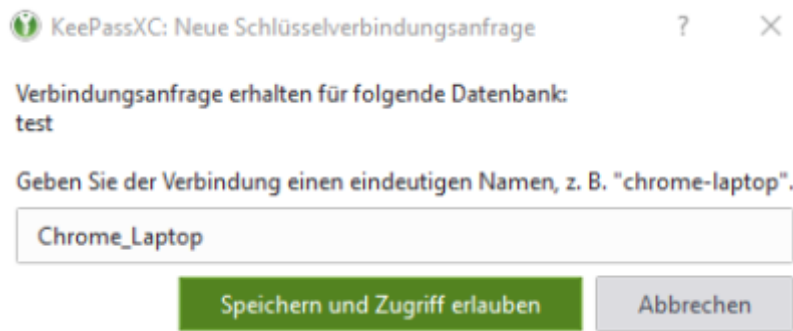 KeePassXC: Neue Schlüsselverbindungsanfrage
Verbindungsanfrage erhalten für folgende Datenbank:
test
Geben Sie der Verbindung einen eindeutigen Namen, z. B. "chrome-laptop".
Chrome_Laptop
Speichern und Zugriff erlauben Abbrechen